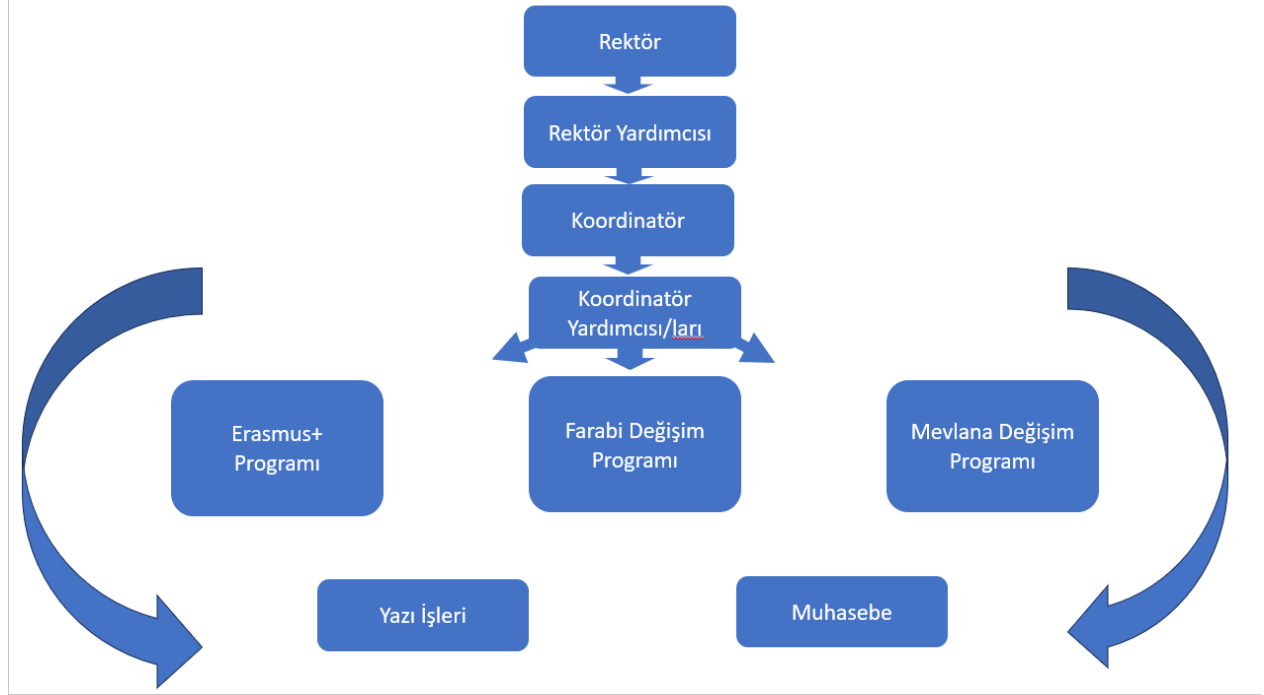 Rektör
Rektör Yardımcısı
Koordinatör
Koordinatör
Yardımcısı/ları
Erasmus+
Programı
Farabi Değişim
Programı
Mevlana Değişim
Programı
Yazı İşleri
Muhasebe